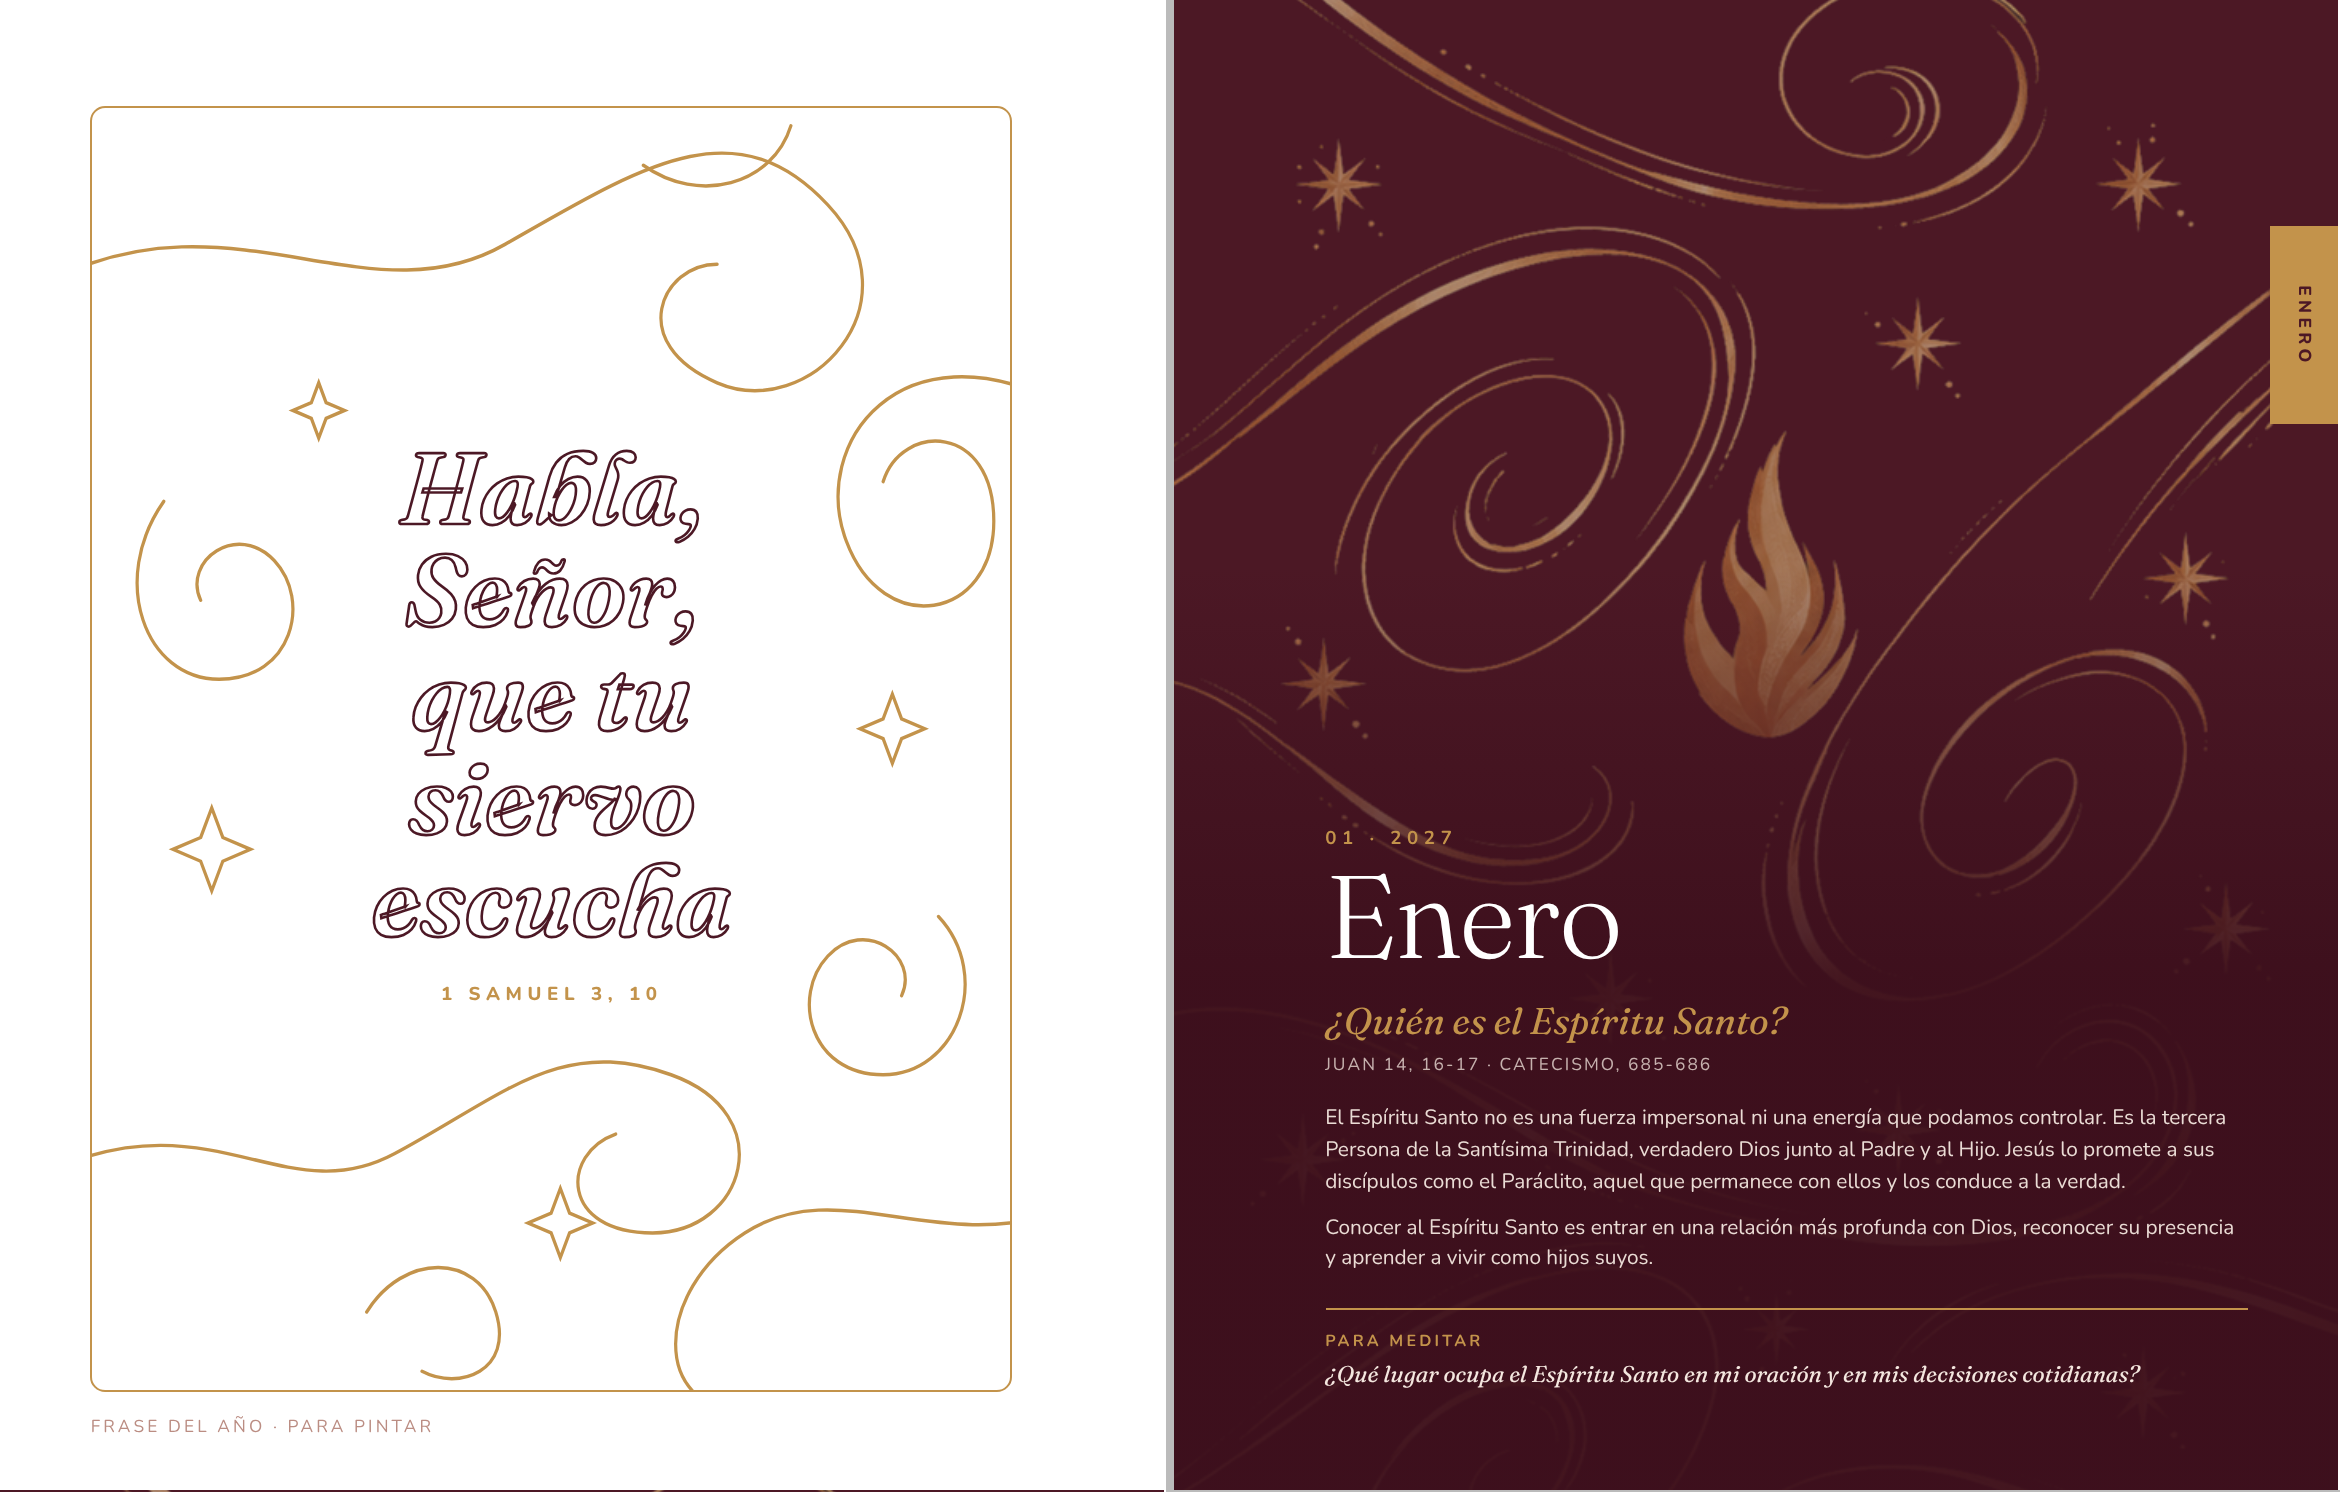 Habla,
Señor,
que tu
siervo
escucha
1 SAMUEL 3, 10
FRASE DEL AÑO · PARA PINTAR
ENERO
01 · 2027
Enero
¿Quién es el Espíritu Santo?
JUAN 14, 16-17 · CATECISMO, 685-686
El Espíritu Santo no es una fuerza impersonal ni una energía que podamos controlar. Es la tercera
Persona de la Santísima Trinidad, verdadero Dios junto al Padre y al Hijo. Jesús lo promete a sus
discípulos como el Paráclito, aquel que permanece con ellos y los conduce a la verdad.
Conocer al Espíritu Santo es entrar en una relación más profunda con Dios, reconocer su presencia
y aprender a vivir como hijos suyos.
PARA MEDITAR
¿Qué lugar ocupa el Espíritu Santo en mi oración y en mis decisiones cotidianas?